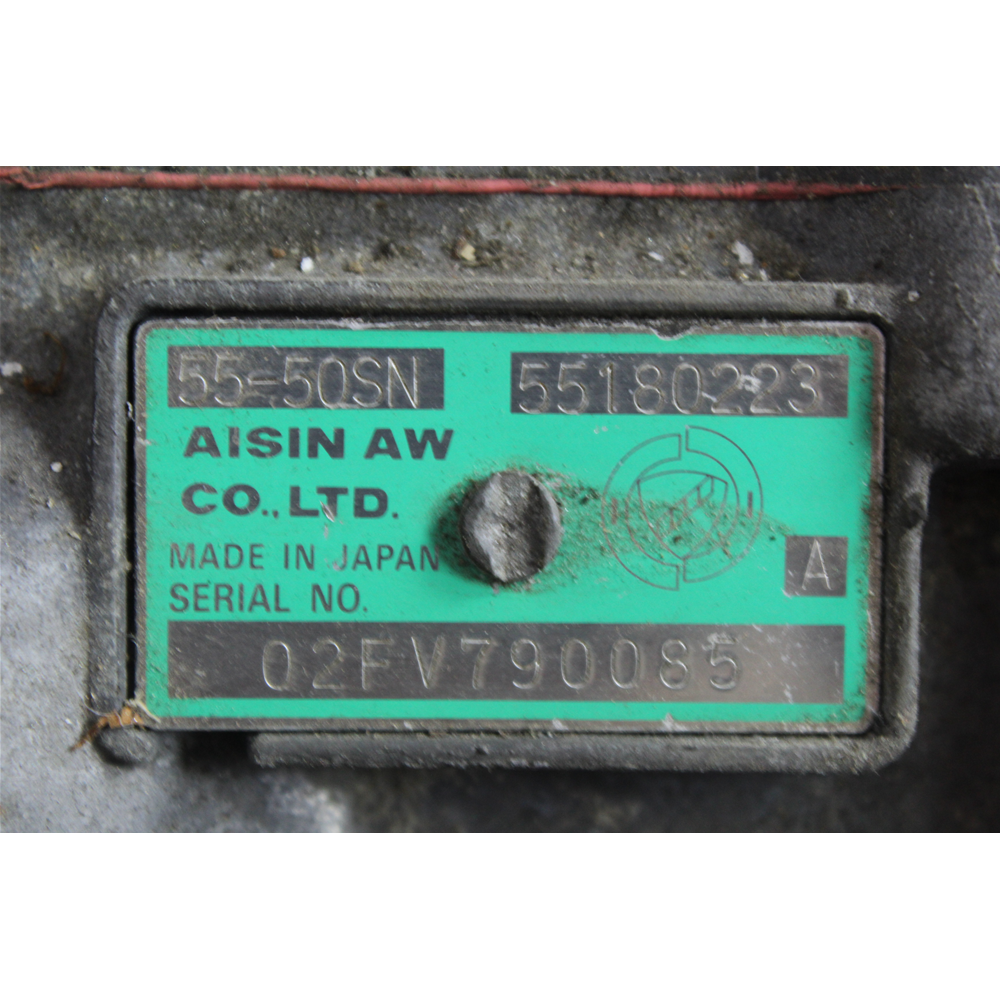 55-50SN 55180223
AISIN AW
CO., LTD.
MADE IN JAPAN
SERIAL NO.
A
02FV790085